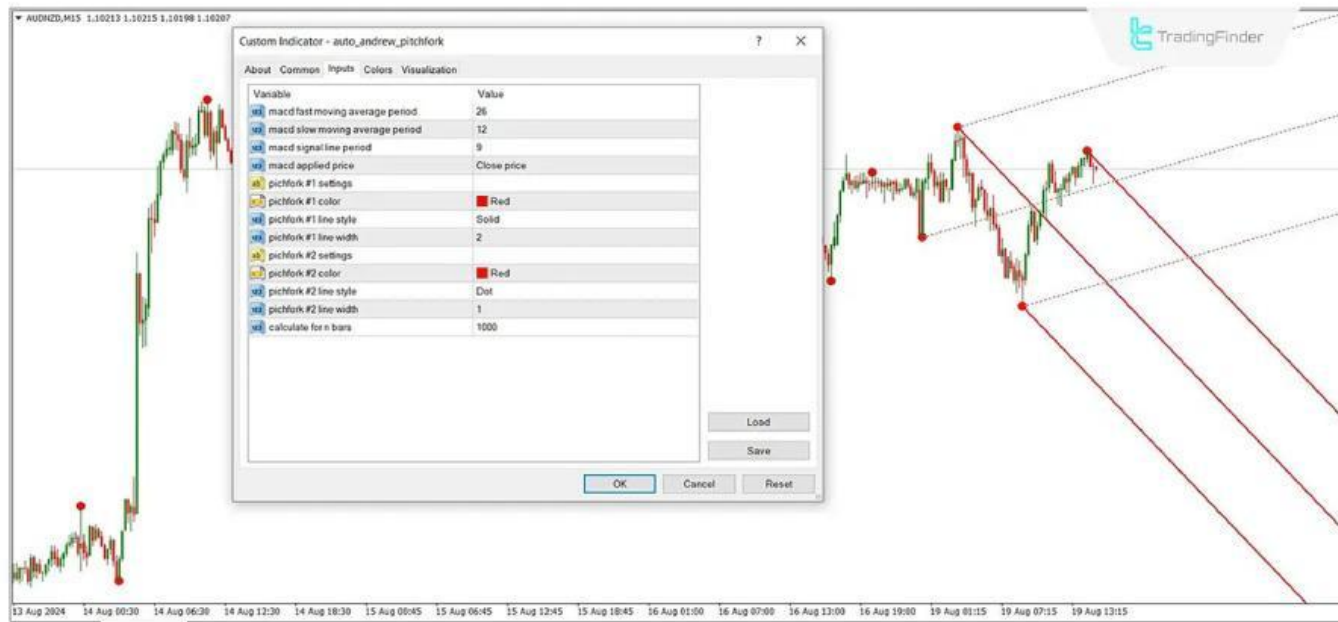 AUDNZD,M15 1.10213 1.10215 1.10198 1.10207
TradingFinder
Custom Indicator - auto_andrew_pitchfork ? X
About Common Inputs Colors Visualization
Variable Value
macd fast moving average period 26
macd slow moving average period 12
macd signal line period 9
macd applied price Close price
pichfork #1 settings
pichfork #1 color Red
pichfork #1 line style Solid
pichfork #1 line width 2
pichfork #2 settings
pichfork #2 color Red
pichfork #2 line style Dot
pichfork #2 line width 1
calculate for n bars 1000
Load
Save
OK Cancel Reset
13 Aug 2024 14 Aug 00:30 14 Aug 06:30 14 Aug 12:30 14 Aug 18:30 15 Aug 00:45 15 Aug 06:45 15 Aug 12:45 15 Aug 18:45 16 Aug 01:00 16 Aug 07:00 16 Aug 13:00 16 Aug 19:00 19 Aug 01:15 19 Aug 07:15 19 Aug 13:15